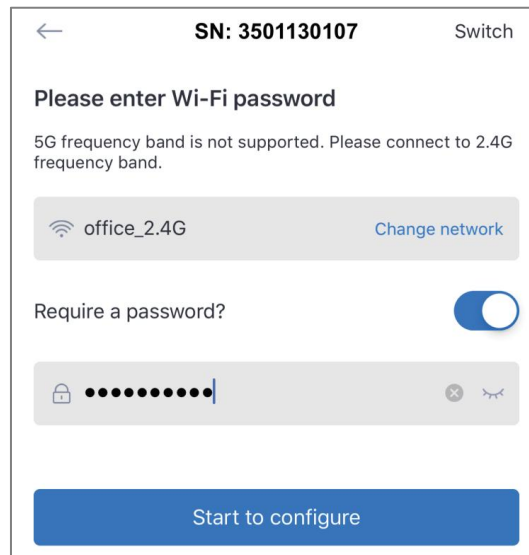 SN: 3501130107 Switch
Please enter Wi-Fi password
5G frequency band is not supported. Please connect to 2.4G
frequency band.
office_2.4G Change network
Require a password?
●●●●●●●●●●
Start to configure